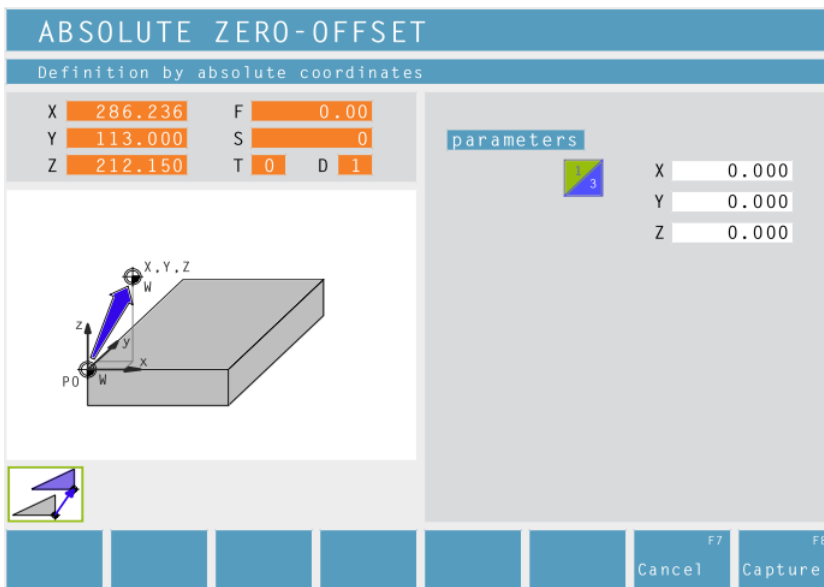 ABSOLUTE ZERO-OFFSET
Definition by absolute coordinates
X 286.236 F 0.00
Y 113.000 S 0
Z 212.150 T 0 D 1
parameters
1
3
X 0.000
Y 0.000
Z 0.000
X,Y,Z
W
z
y
x
P0 W
F7
Cancel
F8
Capture